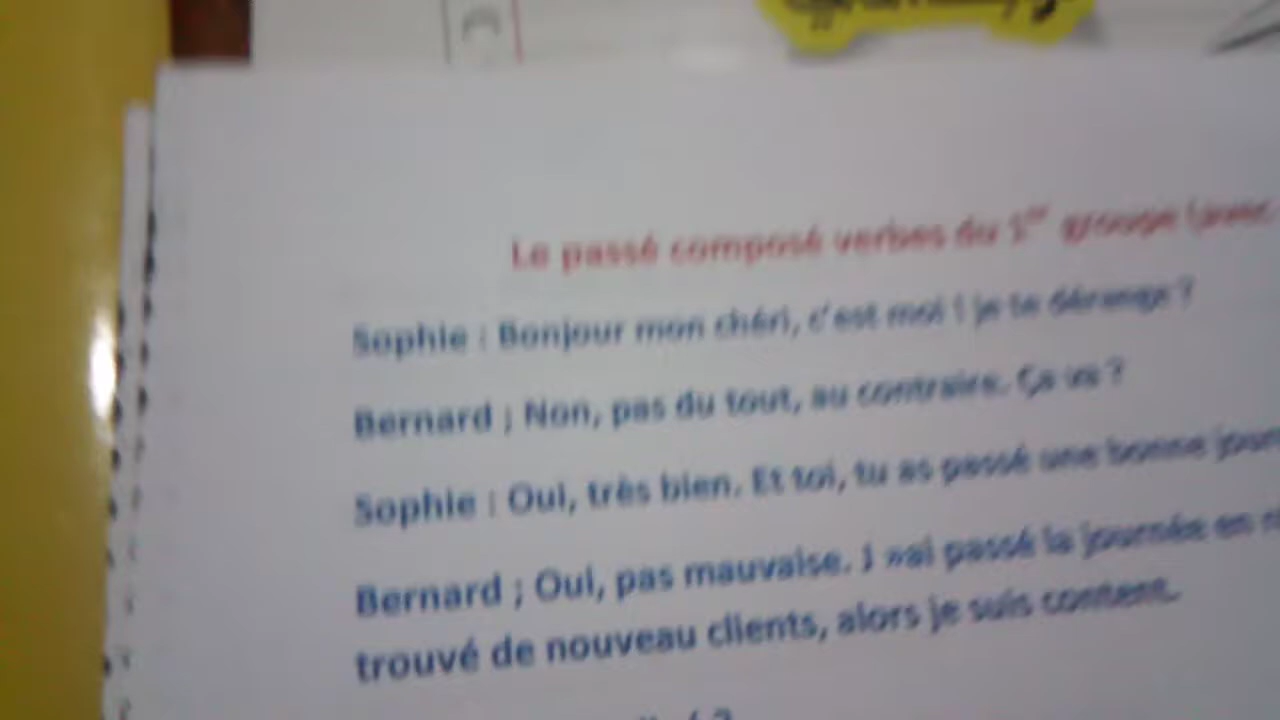 Le passé composé verbes du 1er groupe (avec
Sophie : Bonjour mon chéri, c'est moi ! je te dérange ?
Bernard ; Non, pas du tout, au contraire. Ça va ?
Sophie : Oui, très bien. Et toi, tu as passé une bonne
Bernard ; Oui, pas mauvaise. J »ai passé la journée en
trouvé de nouveau clients, alors je suis content.